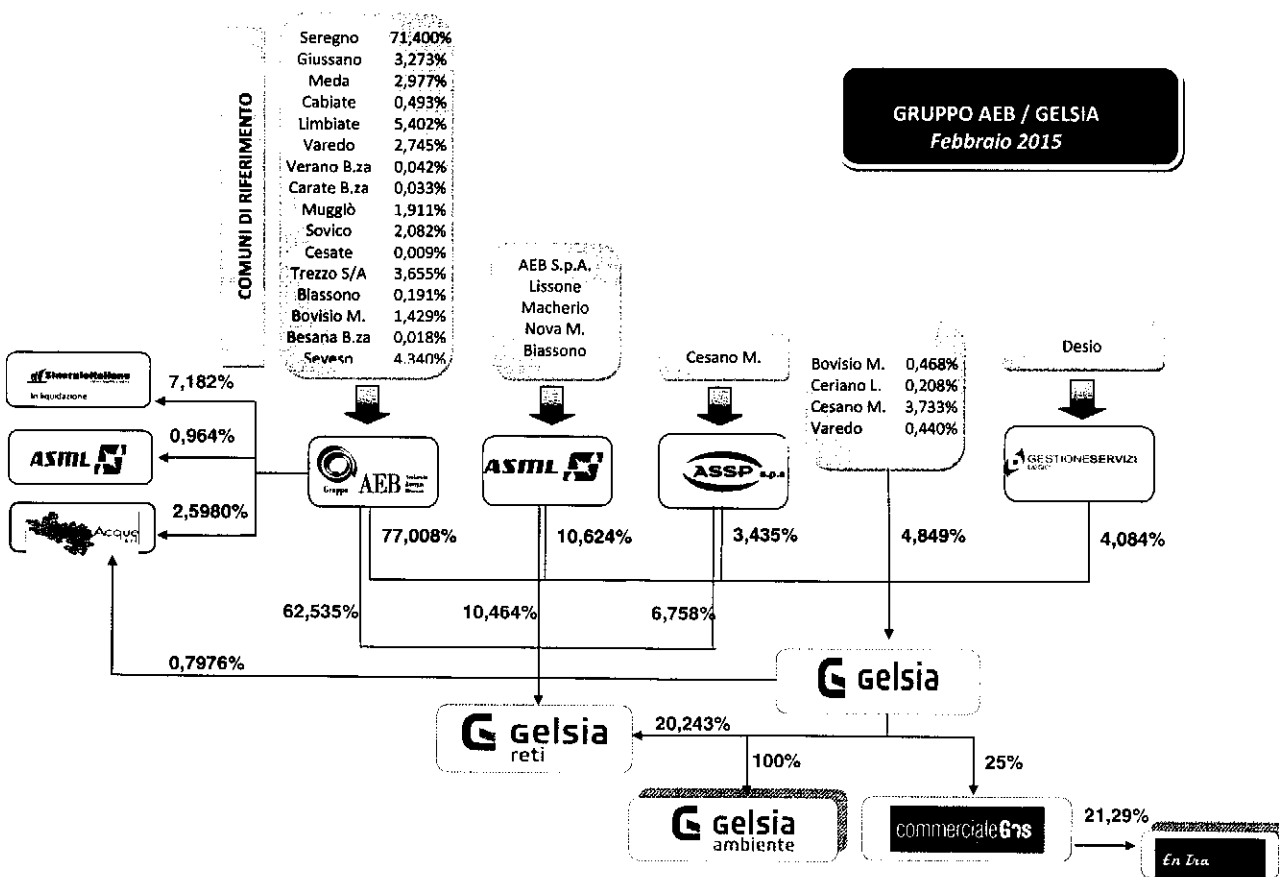 COMUNI DI RIFERIMENTO
Seregno 71,400%
Giussano 3,273%
Meda 2,977%
Cabiate 0,493%
Limbiate 5,402%
Varedo 2,745%
Verano B.za 0,042%
Carate B.za 0,033%
Muggiò 1,911%
Sovico 2,082%
Cesate 0,009%
Trezzo S/A 3,655%
Biassono 0,191%
Bovisio M. 1,429%
Besana B.za 0,018%
Seveso 4,340%
GRUPPO AEB / GELSIA
Febbraio 2015
AEB S.p.A.
Lissone
Macherio
Nova M.
Biassono
Cesano M.
Bovisio M. 0,468%
Ceriano L. 0,208%
Cesano M. 3,733%
Varedo 0,440%
Desio
SinergieItaliane
In liquidazione
7,182%
ASML
0,964%
Acque
2,5980%
Gruppo AEB
ASML
ASSP s.p.a
GESTIONESERVIZI
77,008%
10,624%
3,435%
4,849%
4,084%
62,535%
10,464%
6,758%
0,7976%
Gelsia
Gelsia
reti
20,243%
100%
25%
Gelsia
ambiente
commerciale Gas
21,29%
En Tra